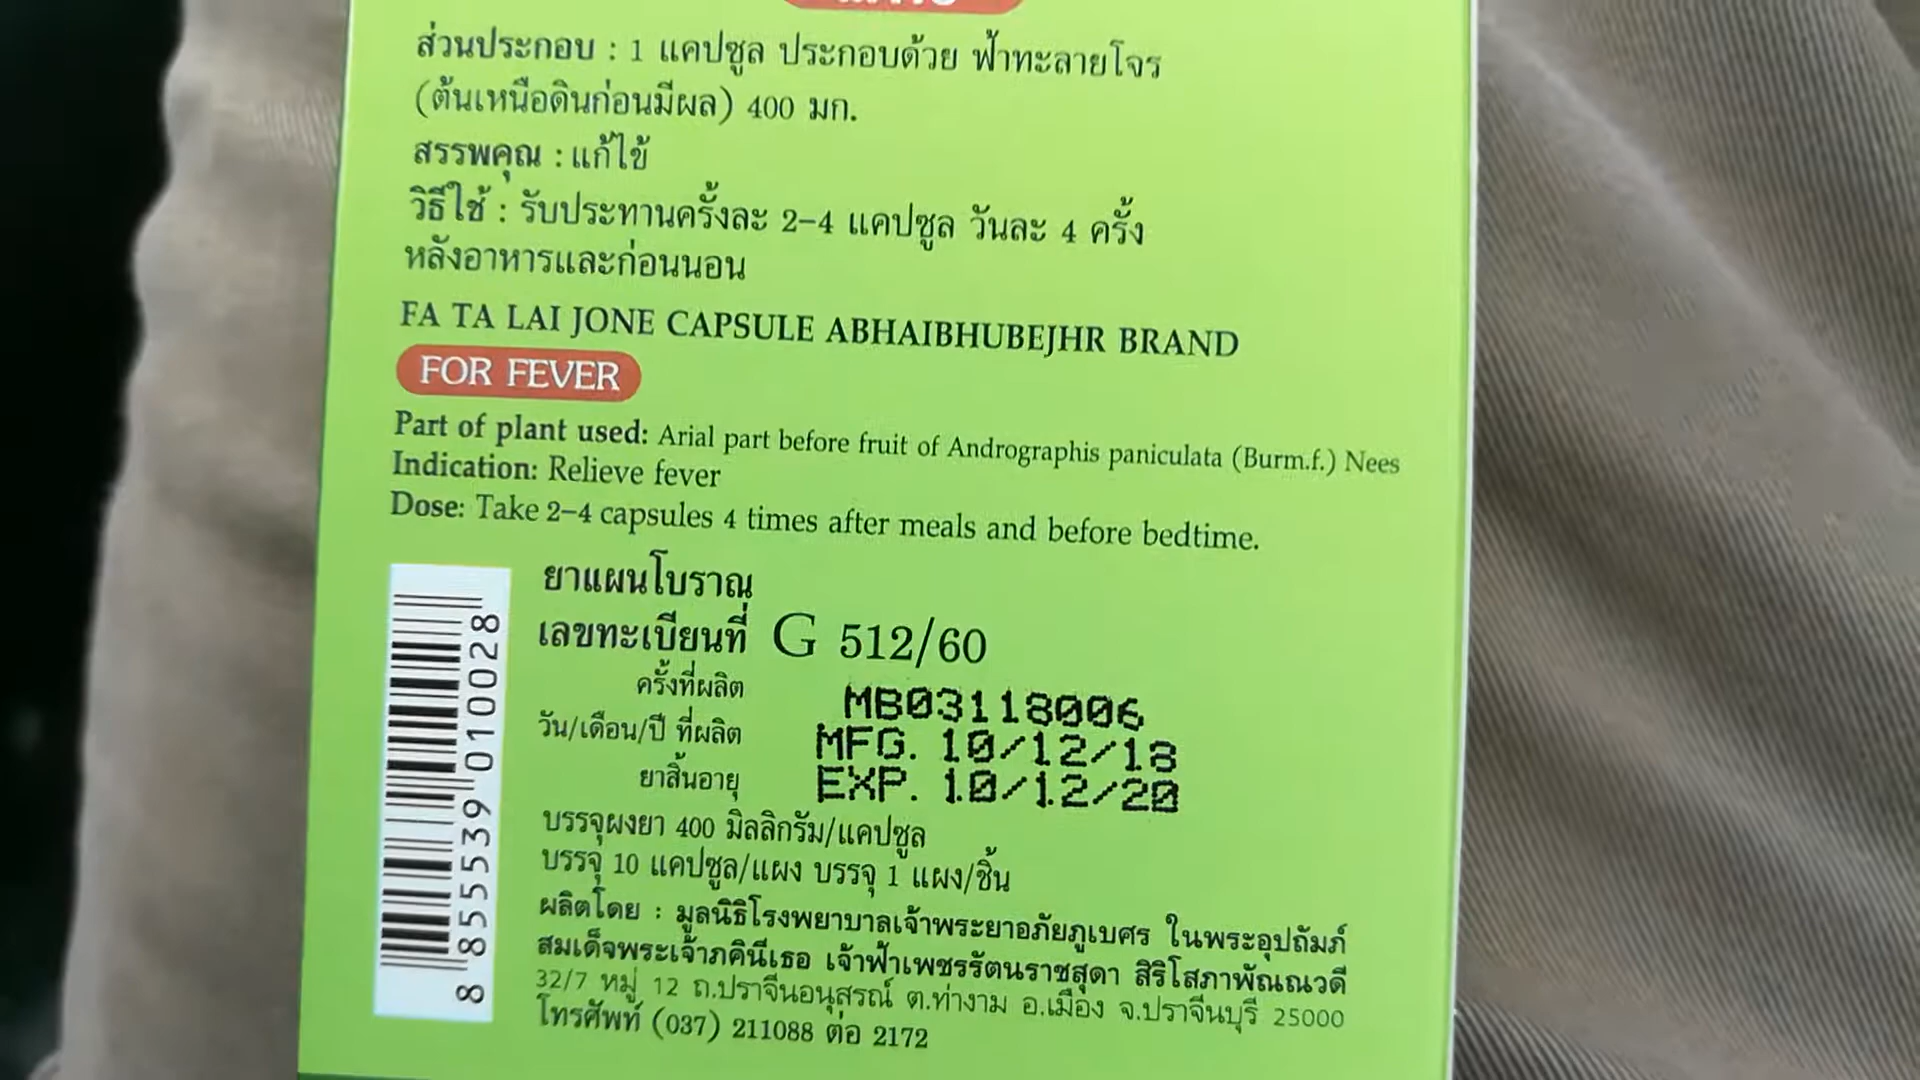 ส่วนประกอบ : 1 แคปซูล ประกอบด้วย ฟ้าทะลายโจร
(ต้นเหนือดินก่อนมีผล) 400 มก.
สรรพคุณ : แก้ไข้
วิธีใช้ : รับประทานครั้งละ 2-4 แคปซูล วันละ 4 ครั้ง
หลังอาหารและก่อนนอน
FA TA LAI JONE CAPSULE ABHAIBHUBEJHR BRAND
FOR FEVER
Part of plant used: Arial part before fruit of Andrographis paniculata (Burm.f.) Nees
Indication: Relieve fever
Dose: Take 2-4 capsules 4 times after meals and before bedtime.
ยาแผนโบราณ
เลขทะเบียนที่ G 512/60
ครั้งที่ผลิต MB03118006
วัน/เดือน/ปี ที่ผลิต MFG. 10/12/18
ยาสิ้นอายุ EXP. 10/12/20
บรรจุผงยา 400 มิลลิกรัม/แคปซูล
บรรจุ 10 แคปซูล/แผง บรรจุ 1 แผง/ชิ้น
ผลิตโดย : มูลนิธิโรงพยาบาลเจ้าพระยาอภัยภูเบศร ในพระอุปถัมภ์
สมเด็จพระเจ้าภคินีเธอ เจ้าฟ้าเพชรรัตนราชสุดา สิริโสภาพัณณวดี
32/7 หมู่ 12 ถ.ปราจีนอนุสรณ์ ต.ท่างาม อ.เมือง จ.ปราจีนบุรี 25000
โทรศัพท์ (037) 211088 ต่อ 2172
8 855539 010028